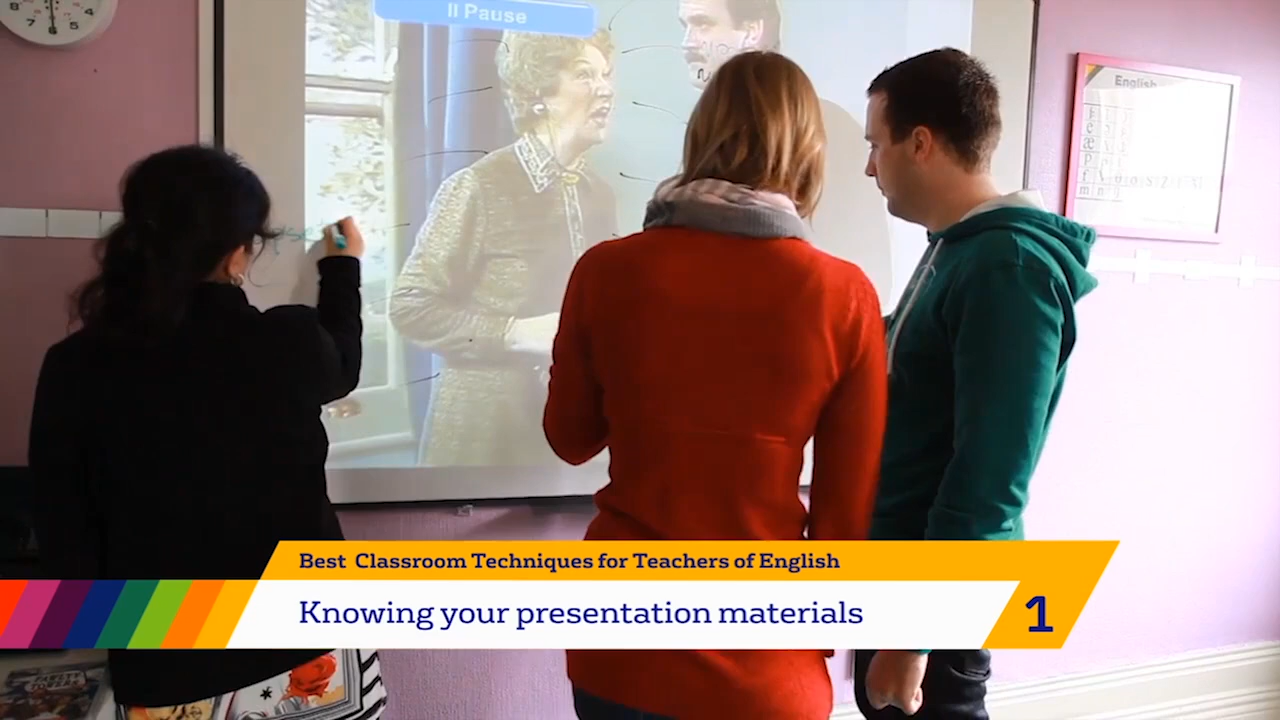 II Pause
English
Best Classroom Techniques for Teachers of English
Knowing your presentation materials
1